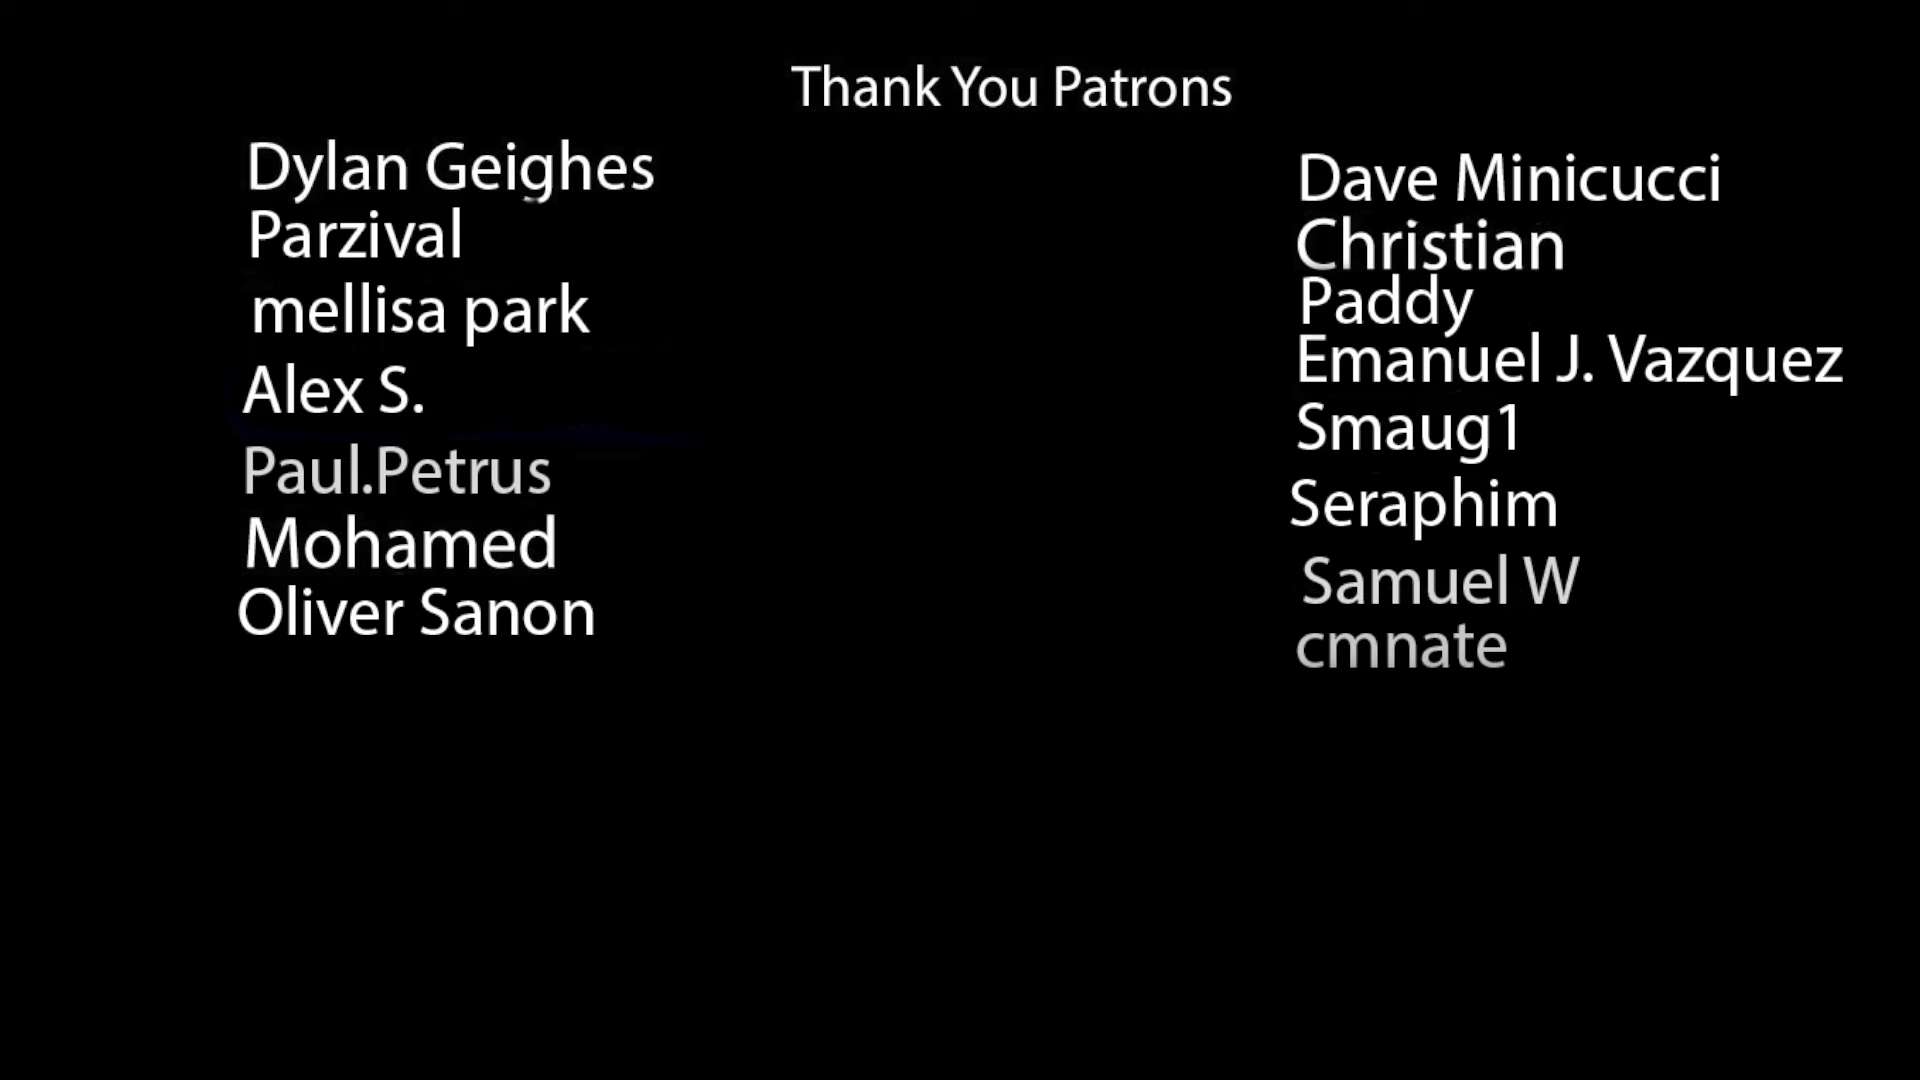 Thank You Patrons
Dylan Geighes
Parzival
mellisa park
Alex S.
Paul.Petrus
Mohamed
Oliver Sanon
Dave Minicucci
Christian
Paddy
Emanuel J. Vazquez
Smaug1
Seraphim
Samuel W
cmnate